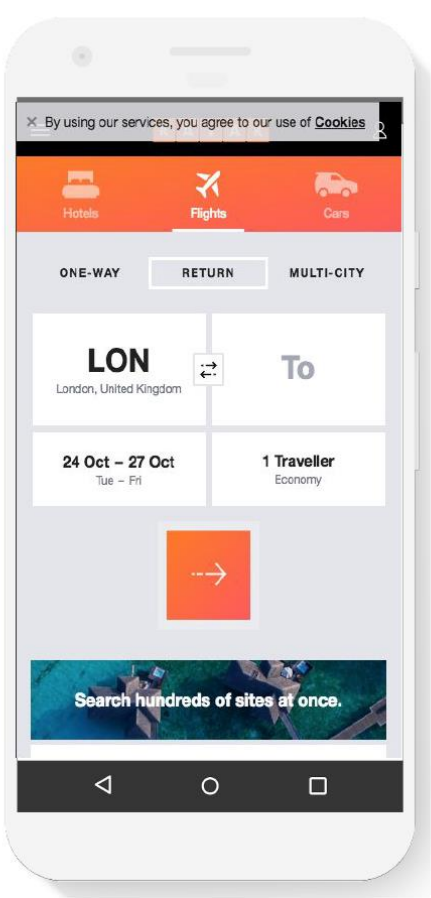 × By using our services, you agree to our use of Cookies
Hotels
Flights
Cars
ONE-WAY
RETURN
MULTI-CITY
LON
London, United Kingdom
To
24 Oct – 27 Oct
Tue – Fri
1 Traveller
Economy
Search hundreds of sites at once.